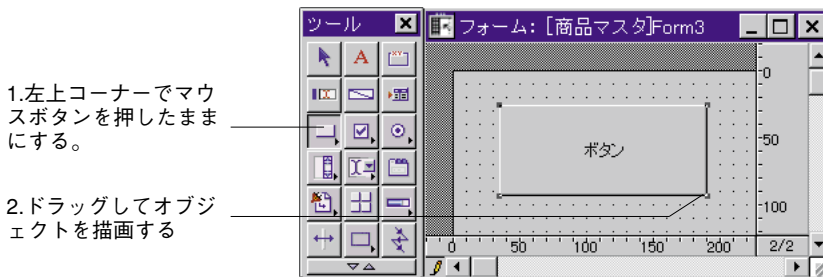 1.左上コーナーでマウ
スボタンを押したまま
にする。
2.ドラッグしてオブジ
ェクトを描画する
ツール
A
フォーム:[商品マスタ]Form3
ボタン
0
50
100
0 50 100 150 200 2/2